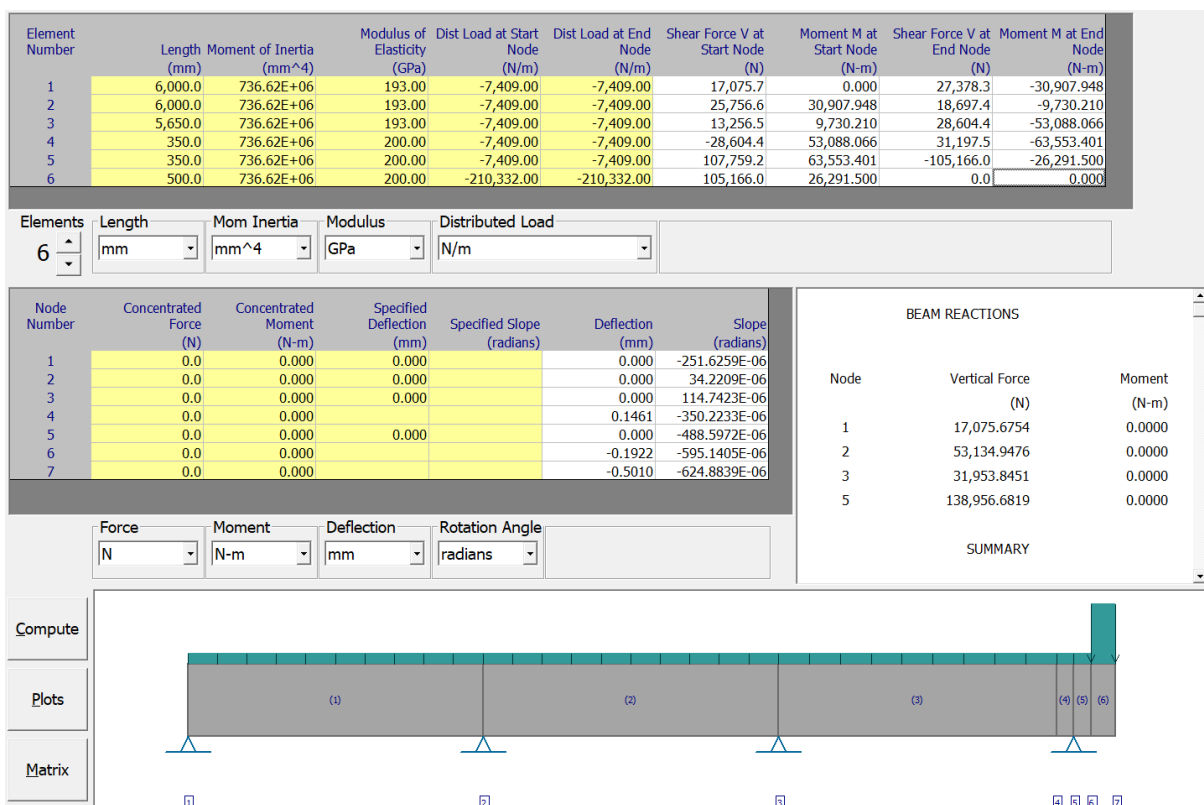 Element Number Length (mm) Moment of Inertia (mm^4) Modulus of Elasticity (GPa) Dist Load at Start Node (N/m) Dist Load at End Node (N/m) Shear Force V at Start Node (N) Moment M at Start Node (N-m) Shear Force V at End Node (N) Moment M at End Node (N-m)
1 6,000.0 736.62E+06 193.00 -7,409.00 -7,409.00 17,075.7 0.000 27,378.3 -30,907.948
2 6,000.0 736.62E+06 193.00 -7,409.00 -7,409.00 25,756.6 30,907.948 18,697.4 -9,730.210
3 5,650.0 736.62E+06 193.00 -7,409.00 -7,409.00 13,256.5 9,730.210 28,604.4 -53,088.066
4 350.0 736.62E+06 200.00 -7,409.00 -7,409.00 -28,604.4 53,088.066 31,197.5 -63,553.401
5 350.0 736.62E+06 200.00 -7,409.00 -7,409.00 107,759.2 63,553.401 -105,166.0 -26,291.500
6 500.0 736.62E+06 200.00 -210,332.00 -210,332.00 105,166.0 26,291.500 0.0 0.000
Elements Length Mom Inertia Modulus Distributed Load
6 mm mm^4 GPa N/m
Node Number Concentrated Force (N) Concentrated Moment (N-m) Specified Deflection (mm) Specified Slope (radians) Deflection (mm) Slope (radians)
1 0.0 0.000 0.000 0.000 -251.6259E-06
2 0.0 0.000 0.000 0.000 34.2209E-06
3 0.0 0.000 0.000 0.000 114.7423E-06
4 0.0 0.000 0.1461 -350.2233E-06
5 0.0 0.000 0.000 0.000 -488.5972E-06
6 0.0 0.000 -0.1922 -595.1405E-06
7 0.0 0.000 -0.5010 -624.8839E-06
BEAM REACTIONS
Node Vertical Force Moment
(N) (N-m)
1 17,075.6754 0.0000
2 53,134.9476 0.0000
3 31,953.8451 0.0000
5 138,956.6819 0.0000
SUMMARY
Force Moment Deflection Rotation Angle
N N-m mm radians
Compute
Plots
Matrix
(1) (2) (3) (4) (5) (6)
1 2 3 4 5 6 7